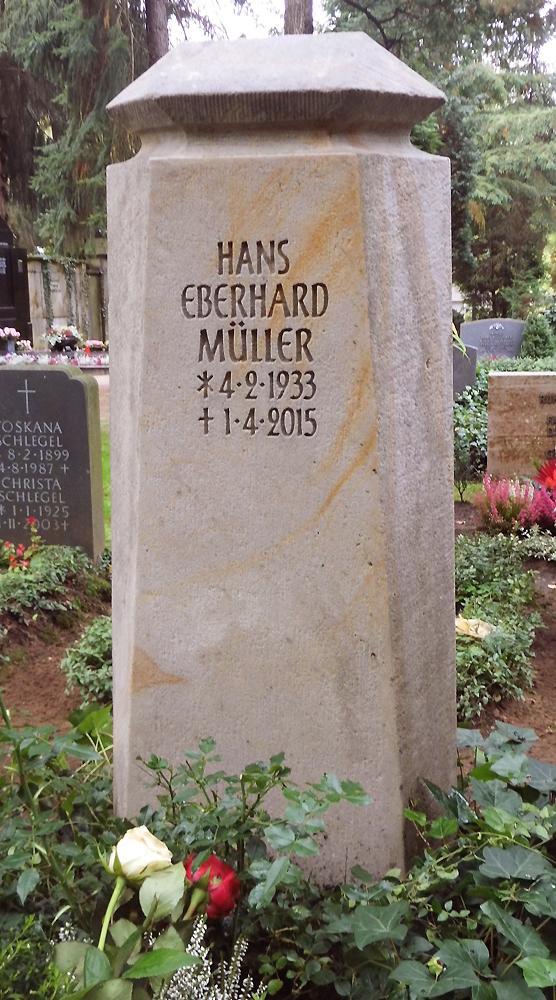 HANS
EBERHARD
MÜLLER
*4·2·1933
+1·4·2015
TOSKANA
SCHLEGEL
8·2·1899
4·8·1987+
CHRISTA
SCHLEGEL
*1·1·1925